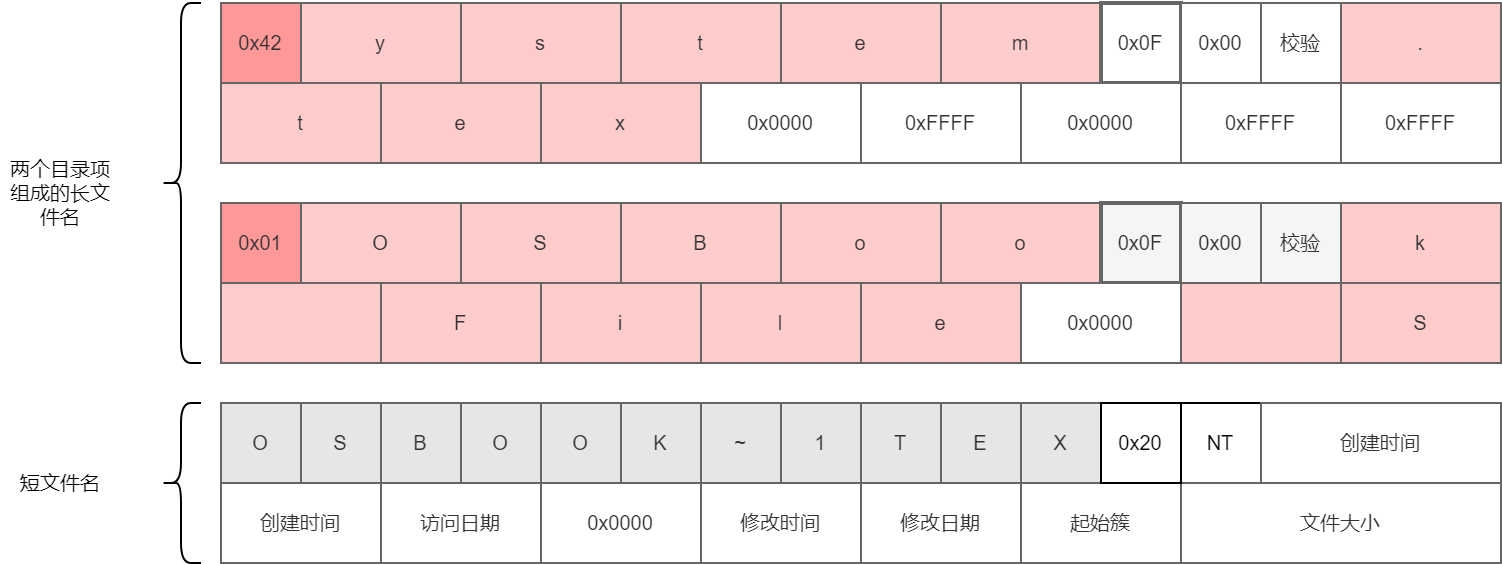 0x42 y s t e m 0x0F 0x00 校验 .
t e x 0x0000 0xFFFF 0x0000 0xFFFF 0xFFFF
两个目录项
组成的长文
件名
0x01 O S B o o 0x0F 0x00 校验 k
F i l e 0x0000 S
O S B O O K ~ 1 T E X 0x20 NT 创建时间
短文件名
创建时间 访问日期 0x0000 修改时间 修改日期 起始簇 文件大小